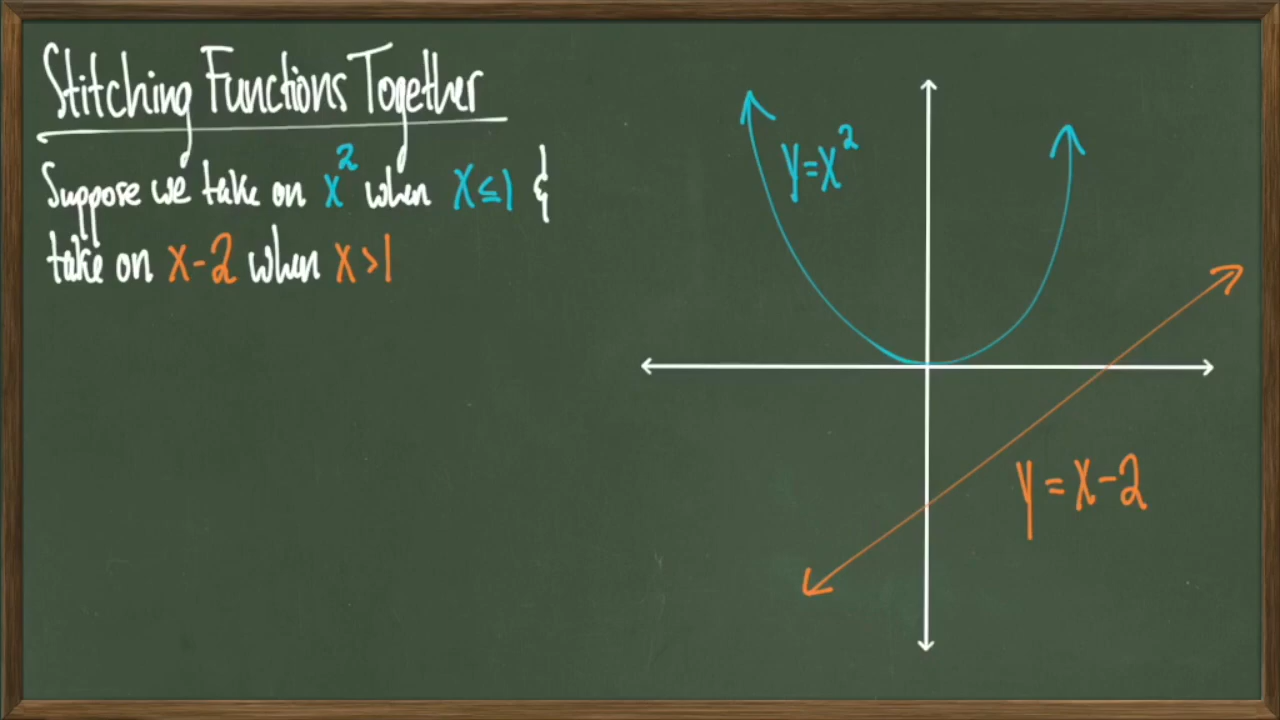 Stitching Functions Together
Suppose we take on x² when x≤1 &
take on x-2 when x>1
y=x²
y=x-2